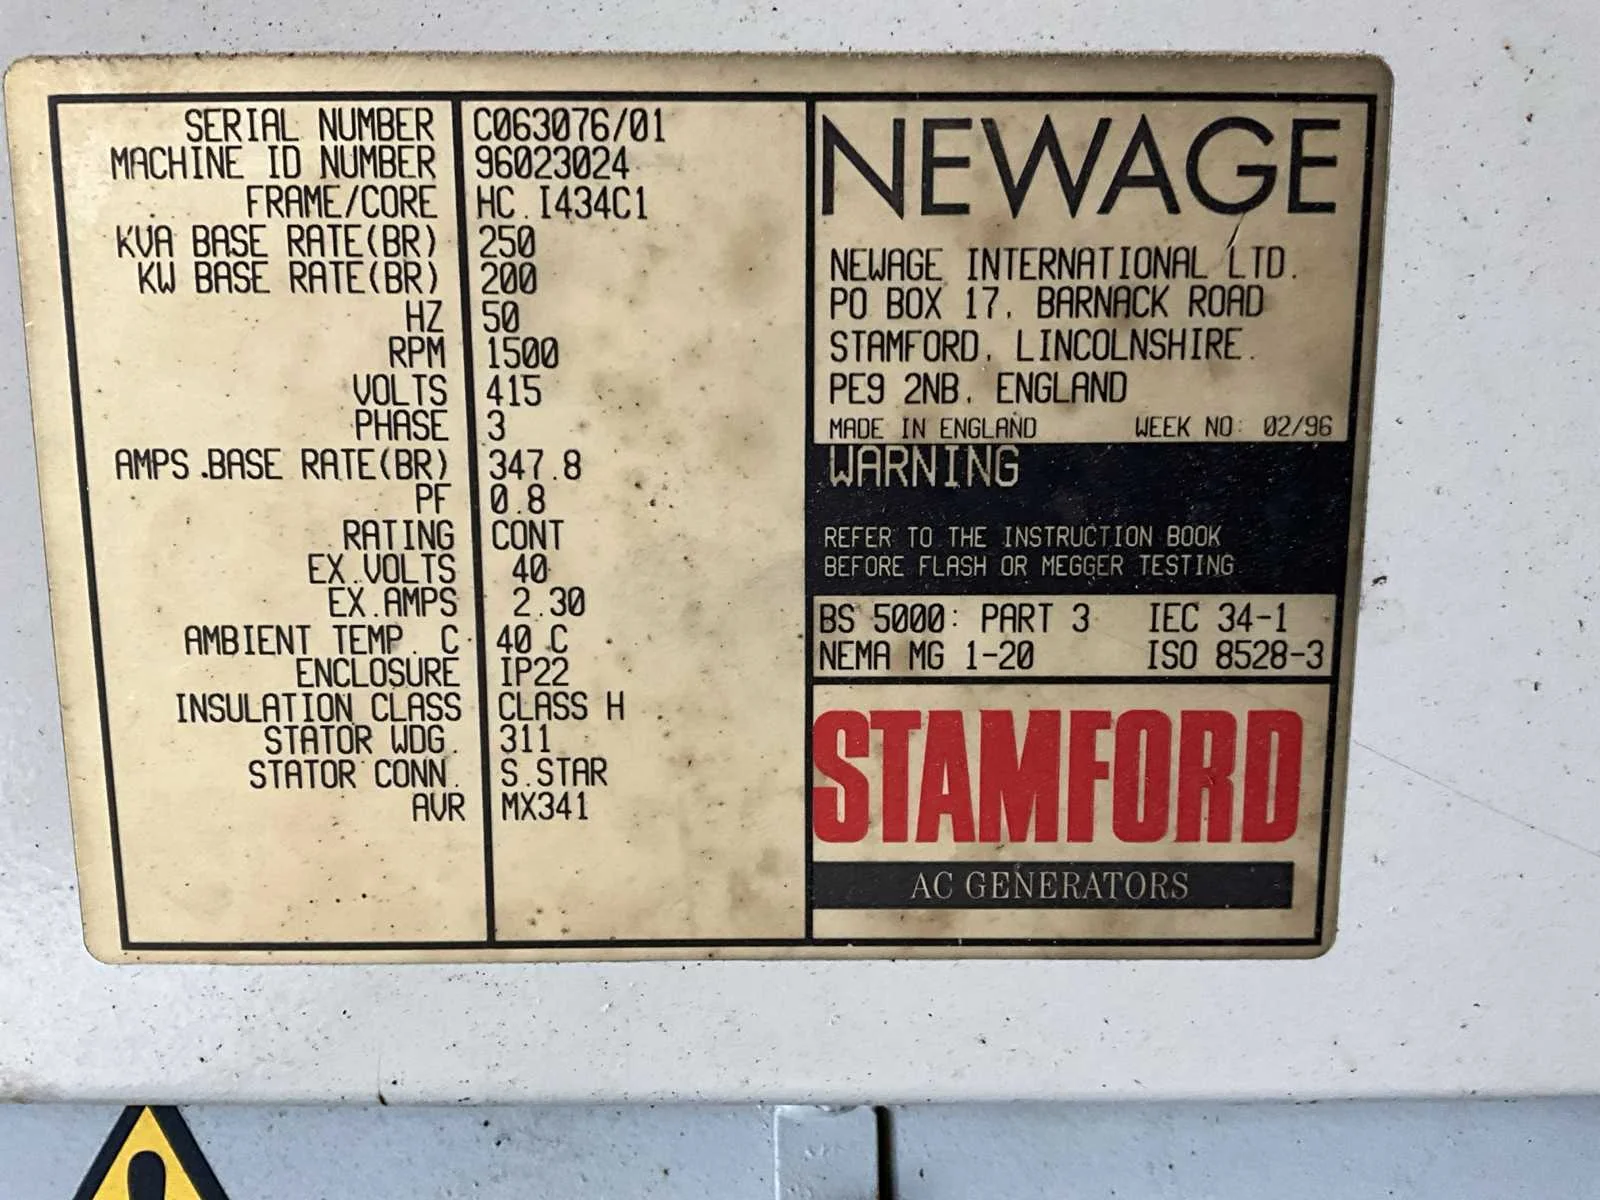 SERIAL NUMBER C063076/01
MACHINE ID NUMBER 96023024
FRAME/CORE HC.I434C1
KVA BASE RATE(BR) 250
KW BASE RATE(BR) 200
HZ 50
RPM 1500
VOLTS 415
PHASE 3
AMPS.BASE RATE(BR) 347.8
PF 0.8
RATING CONT
EX.VOLTS 40
EX.AMPS 2.30
AMBIENT TEMP. C 40 C
ENCLOSURE IP22
INSULATION CLASS CLASS H
STATOR WDG. 311
STATOR CONN. S.STAR
AVR MX341
NEWAGE
NEWAGE INTERNATIONAL LTD.
PO BOX 17, BARNACK ROAD
STAMFORD, LINCOLNSHIRE.
PE9 2NB, ENGLAND
MADE IN ENGLAND WEEK NO: 02/96
WARNING
REFER TO THE INSTRUCTION BOOK
BEFORE FLASH OR MEGGER TESTING
BS 5000: PART 3 IEC 34-1
NEMA MG 1-20 ISO 8528-3
STAMFORD
AC GENERATORS